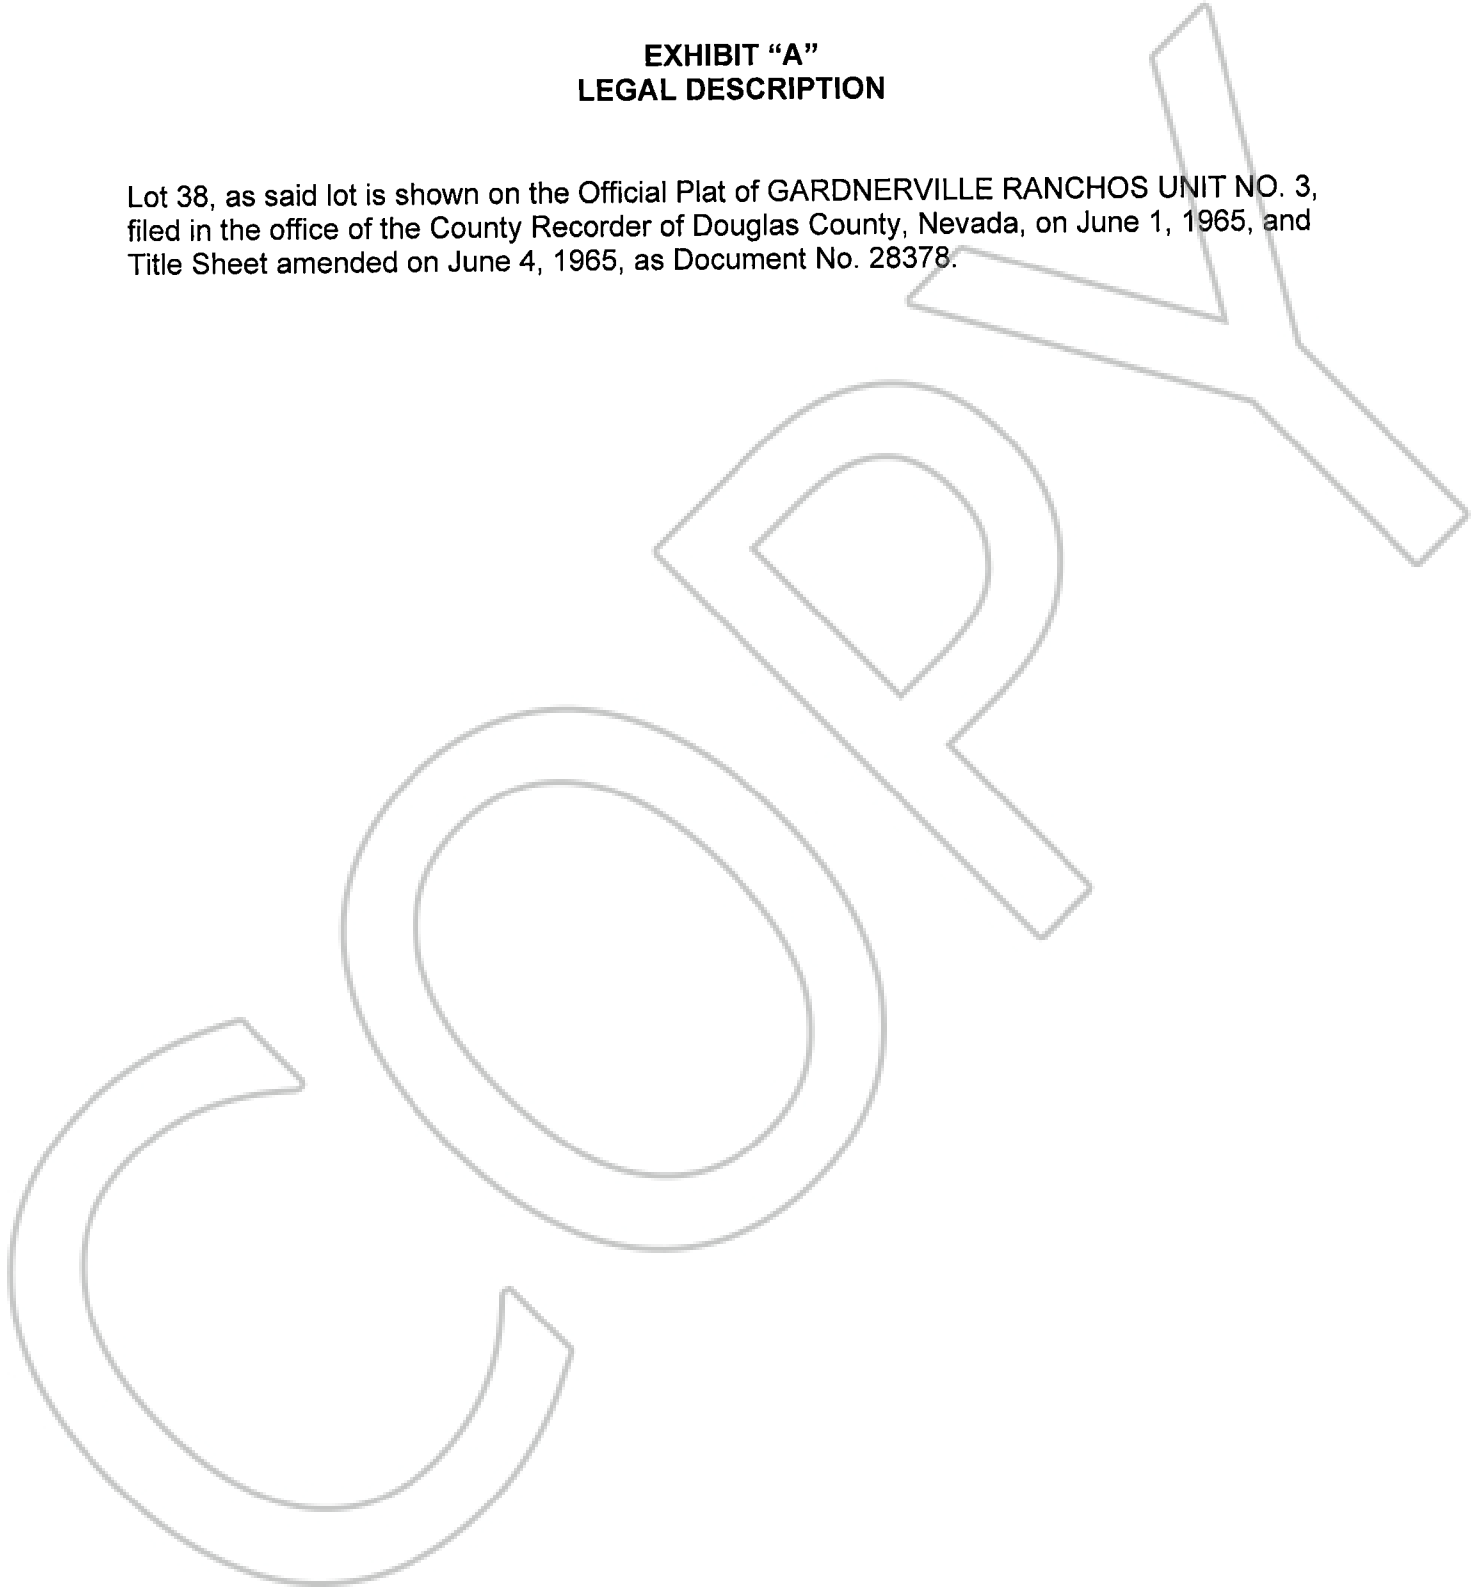 EXHIBIT “A”
LEGAL DESCRIPTION
Lot 38, as said lot is shown on the Official Plat of GARDNERVILLE RANCHOS UNIT NO. 3,
filed in the office of the County Recorder of Douglas County, Nevada, on June 1, 1965, and
Title Sheet amended on June 4, 1965, as Document No. 28378.
COPY